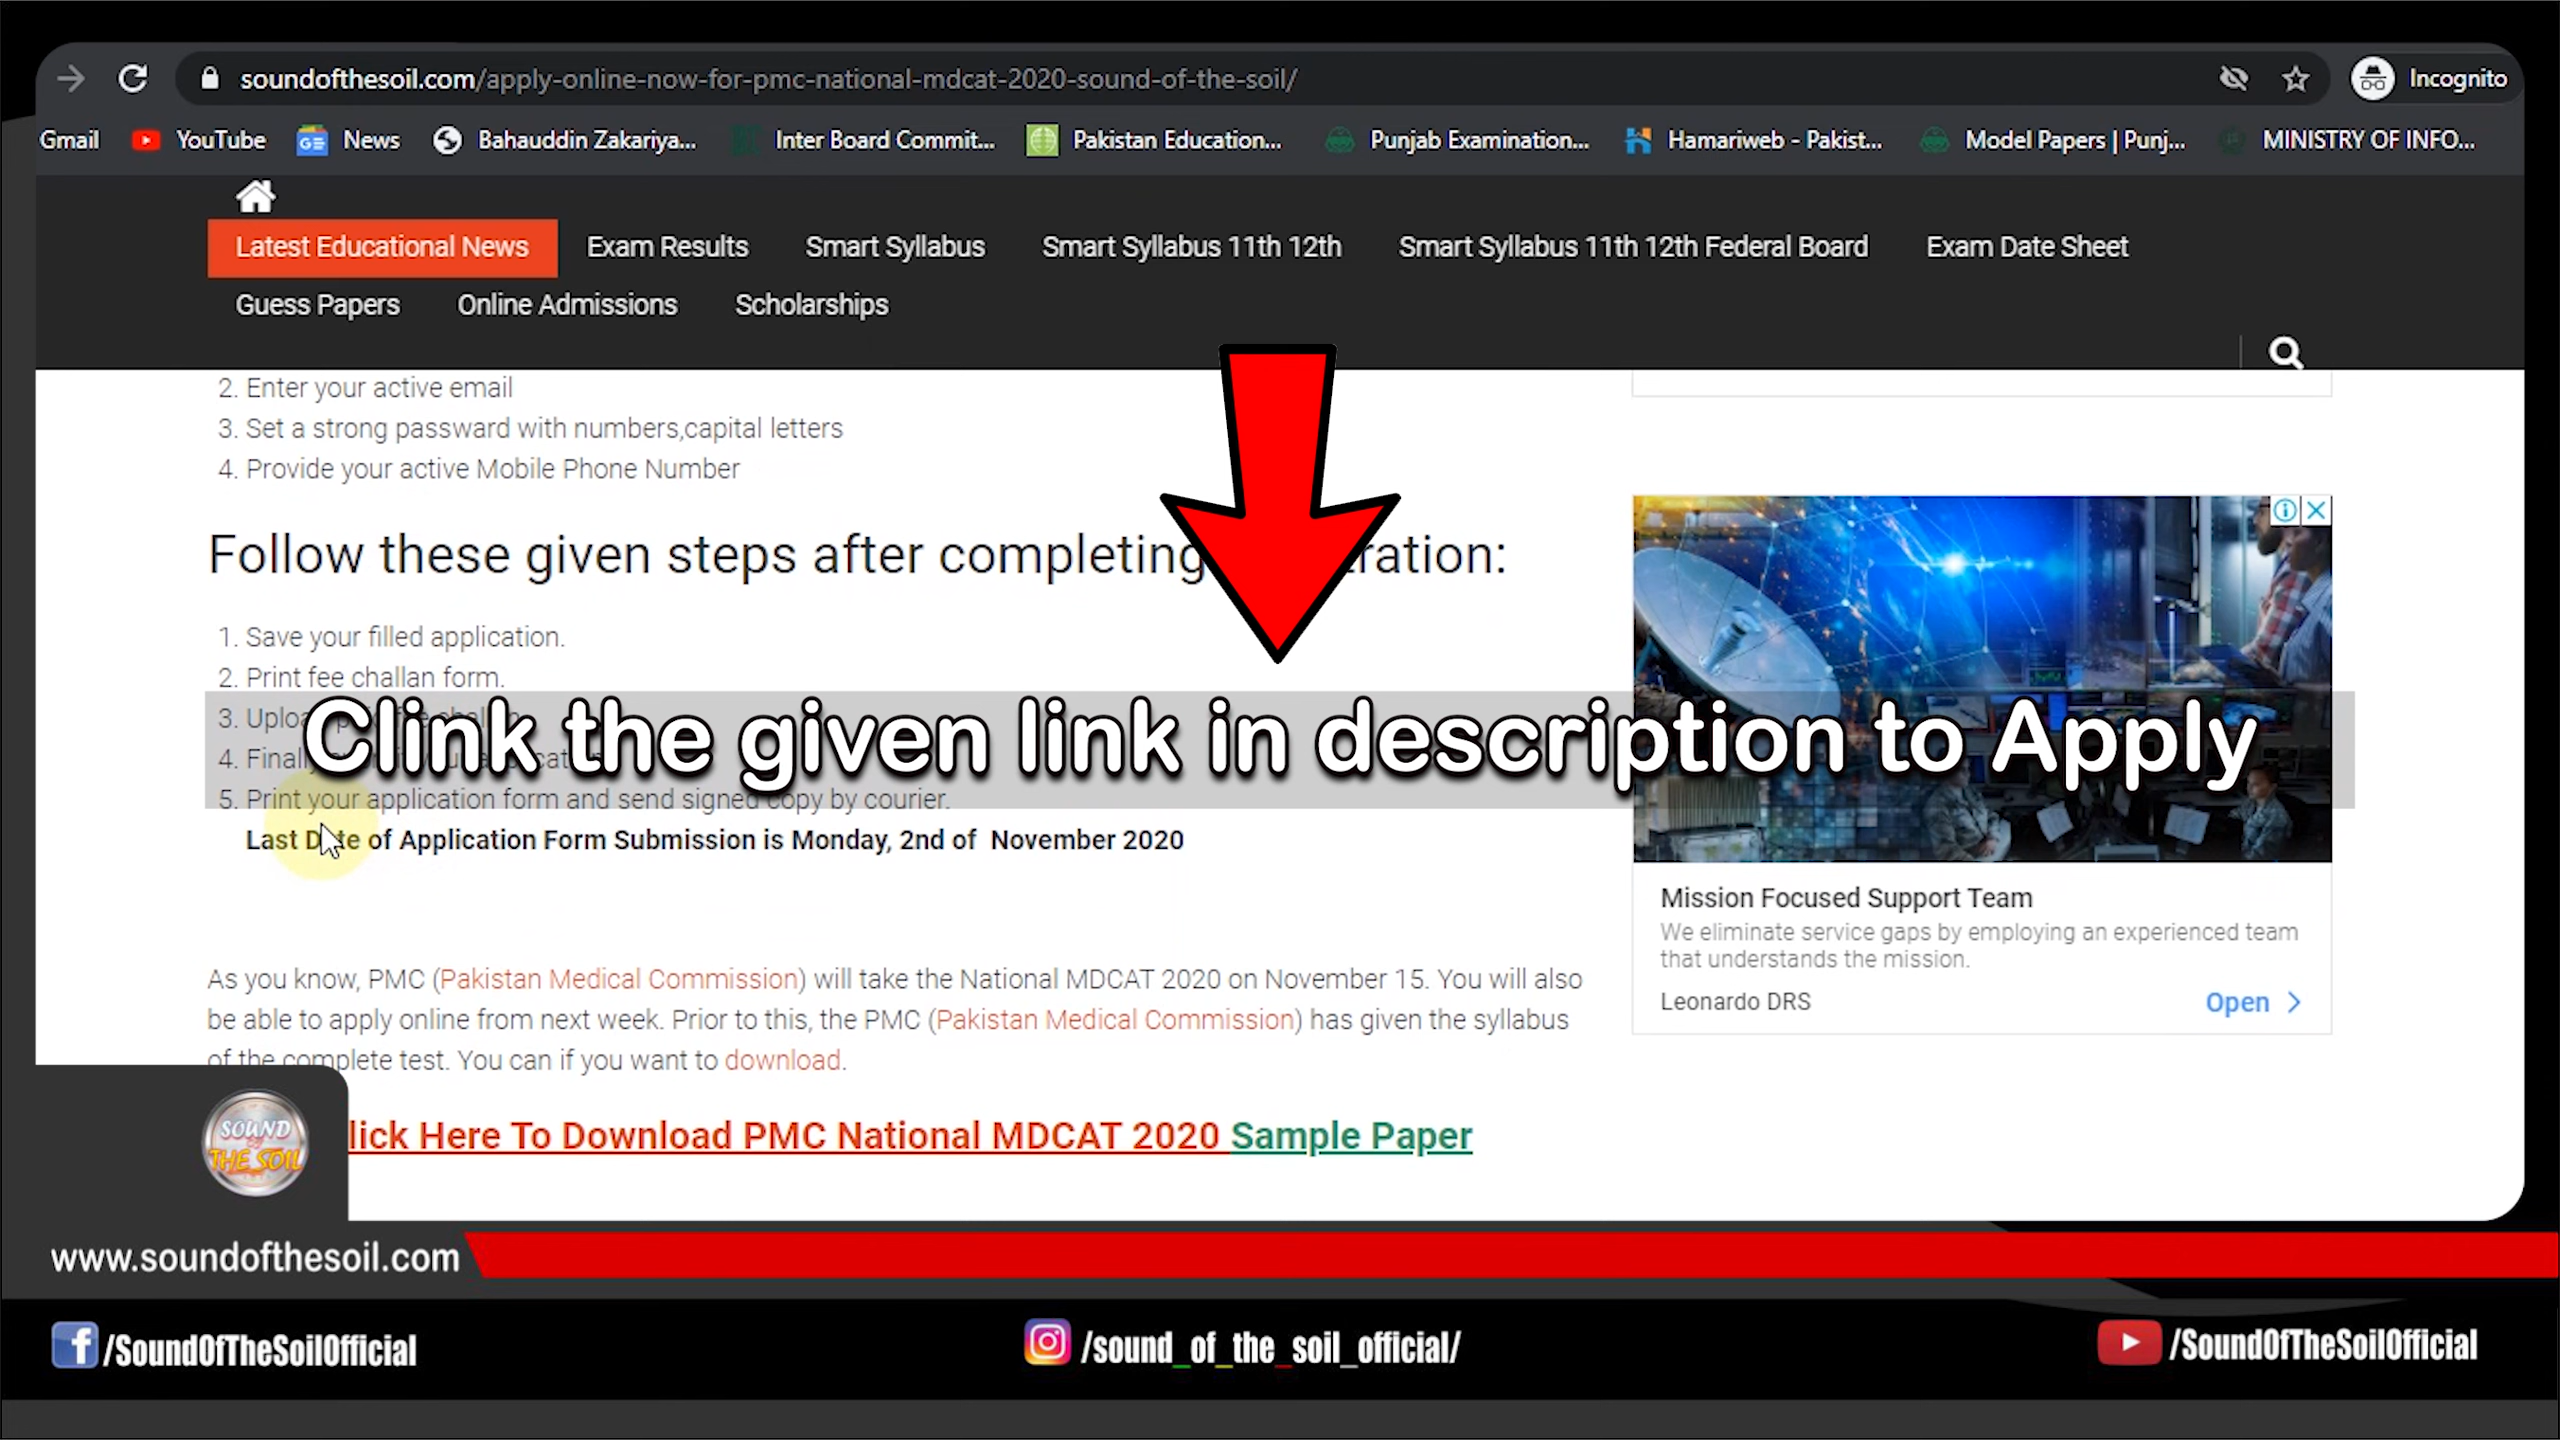 soundofthesoil.com/apply-online-now-for-pmc-national-mdcat-2020-sound-of-the-soil/
Incognito
Gmail YouTube News Bahauddin Zakariya... Inter Board Commit... Pakistan Education... Punjab Examination... Hamariweb - Pakist... Model Papers | Punj... MINISTRY OF INFO...
Latest Educational News Exam Results Smart Syllabus Smart Syllabus 11th 12th Smart Syllabus 11th 12th Federal Board Exam Date Sheet
Guess Papers Online Admissions Scholarships
2. Enter your active email
3. Set a strong passward with numbers,capital letters
4. Provide your active Mobile Phone Number
Follow these given steps after completing ration:
1. Save your filled application.
2. Print fee challan form.
3.
4.
Clink the given link in description to Apply
5. Print your application form and send signed copy by courier.
Last Date of Application Form Submission is Monday, 2nd of November 2020
Mission Focused Support Team
We eliminate service gaps by employing an experienced team
that understands the mission.
Leonardo DRS Open
As you know, PMC (Pakistan Medical Commission) will take the National MDCAT 2020 on November 15. You will also
be able to apply online from next week. Prior to this, the PMC (Pakistan Medical Commission) has given the syllabus
of the complete test. You can if you want to download.
lick Here To Download PMC National MDCAT 2020 Sample Paper
SOUND
OF
THE SOIL
www.soundofthesoil.com
/SoundOfTheSoilOfficial
/sound_of_the_soil_official/
/SoundOfTheSoilOfficial